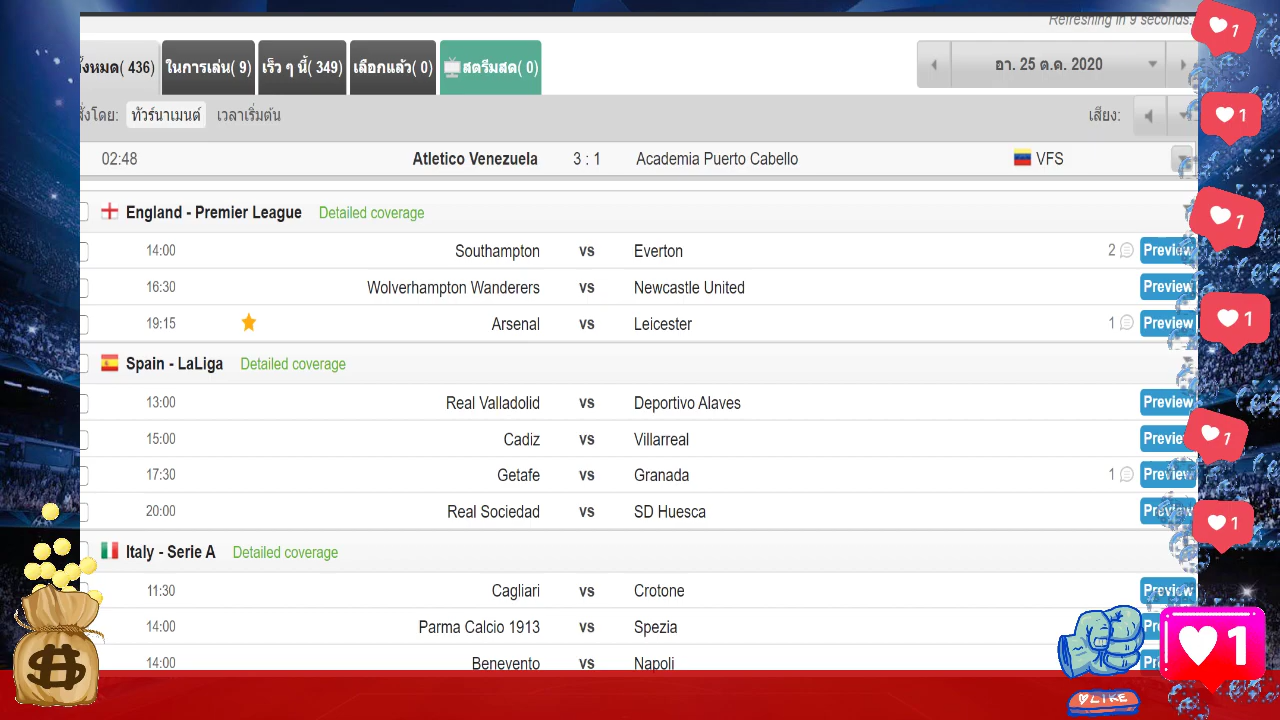 Refreshing in 9 seconds.
ั้งหมด( 436) ในการเล่น( 9) เร็ว ๆ นี้( 349) เลือกแล้ว( 0) สตรีมสด( 0) อา. 25 ต.ค. 2020
โดย: ทัวร์นาเมนต์ เวลาเริ่มต้น เสียง:
02:48 Atletico Venezuela 3 : 1 Academia Puerto Cabello VFS
England - Premier League Detailed coverage
14:00 Southampton vs Everton 2 Preview
16:30 Wolverhampton Wanderers vs Newcastle United Preview
19:15 Arsenal vs Leicester 1 Preview
Spain - LaLiga Detailed coverage
13:00 Real Valladolid vs Deportivo Alaves Preview
15:00 Cadiz vs Villarreal Previe
17:30 Getafe vs Granada 1 Preview
20:00 Real Sociedad vs SD Huesca Preview
Italy - Serie A Detailed coverage
11:30 Cagliari vs Crotone Preview
14:00 Parma Calcio 1913 vs Spezia Pr
14:00 Benevento vs Napoli Pr
1
1
1
1
1
1
1
LIKE